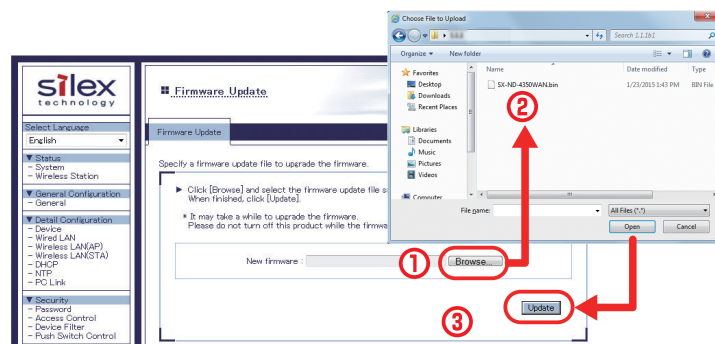 silex
technology
Select Language
English
▼ Status
- System
- Wireless Station
▼ General Configuration
- General
▼ Detail Configuration
- Device
- Wired LAN
- Wireless LAN(AP)
- Wireless LAN(STA)
- DHCP
- NTP
- PC Link
▼ Security
- Password
- Access Control
- Device Filter
- Push Switch Control
Firmware Update
Firmware Update
Specify a firmware update file to upgrade the firmware.
▶ Click [Browse] and select the firmware update file s
When finished, click [Update].
* It may take a while to upgrade the firmware.
Please do not turn off this product while the firmwa
New firmware :
① Browse...
Update
③
Choose File to Upload
Search 1.1.1b1
Organize ▾ New folder
Favorites
Desktop
Downloads
Recent Places
Libraries
Documents
Music
Pictures
Videos
Computer
Name Date modified Type
SX-ND-4350WAN.bin 1/23/2015 1:43 PM BIN File
②
File name:
All Files (*.*)
Open Cancel